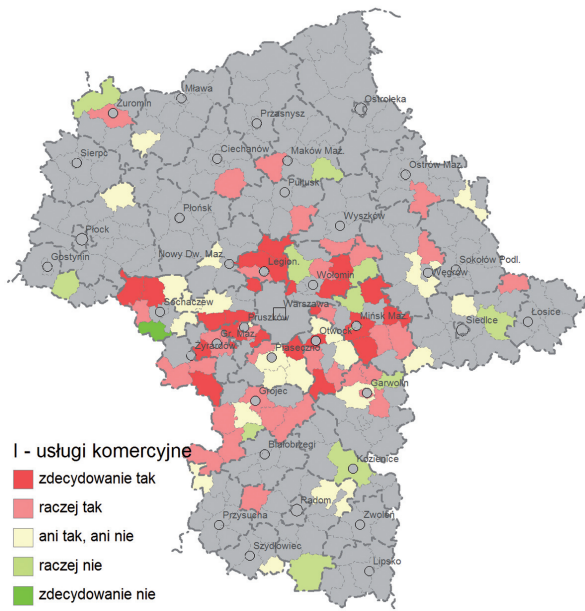 Mława
Żuromin
Ostrołęka
Przasnysz
Sierpc
Ciechanów
Maków Maz.
Ostrów Maz.
Pułtusk
Płońsk
Wyszków
Płock
Gostynin
Nowy Dw. Maz.
Legion.
Wołomin
Węgrów
Sokołów Podl.
Sochaczew
Warszawa
Pruszków
Mińsk Maz.
Siedlce
Łosice
Gr. Maz.
Otwock
Żyrardów
Piaseczno
Garwolin
Grójec
I - usługi komercyjne
Białobrzegi
zdecydowanie tak
Kozienice
raczej tak
Radom
ani tak, ani nie
Przysucha
Zwoleń
raczej nie
Szydłowiec
Lipsko
zdecydowanie nie